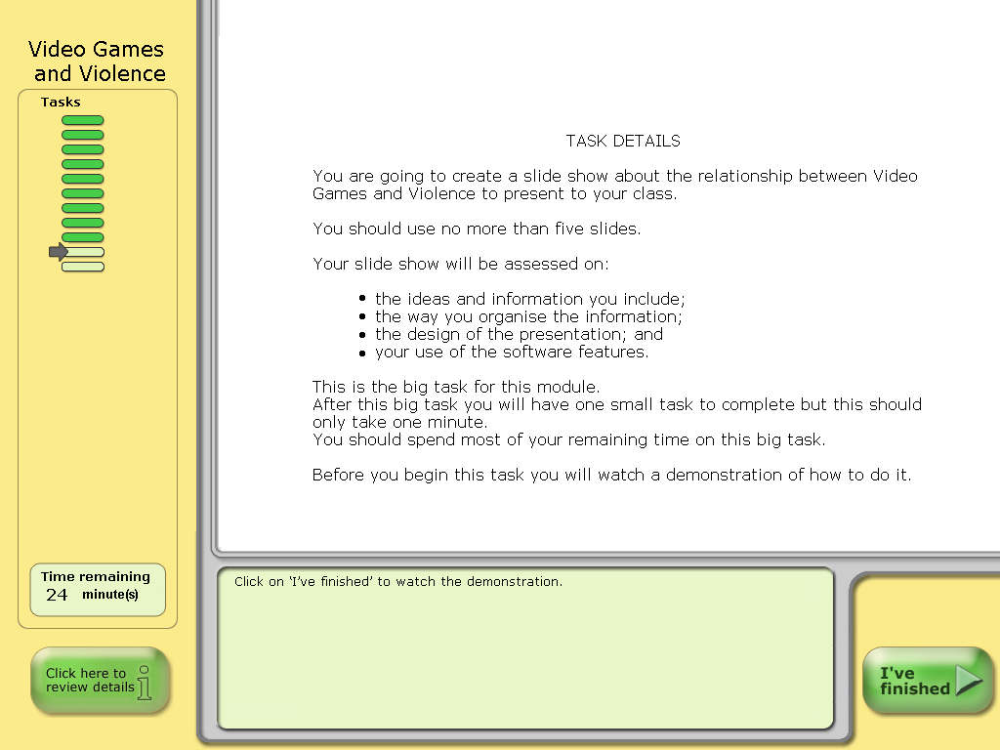 Video Games
and Violence
Tasks
TASK DETAILS
You are going to create a slide show about the relationship between Video
Games and Violence to present to your class.
You should use no more than five slides.
Your slide show will be assessed on:
• the ideas and information you include;
• the way you organise the information;
• the design of the presentation; and
• your use of the software features.
This is the big task for this module.
After this big task you will have one small task to complete but this should
only take one minute.
You should spend most of your remaining time on this big task.
Before you begin this task you will watch a demonstration of how to do it.
Time remaining
24 minute(s)
Click on ‘I’ve finished’ to watch the demonstration.
Click here to
review details
I've
finished